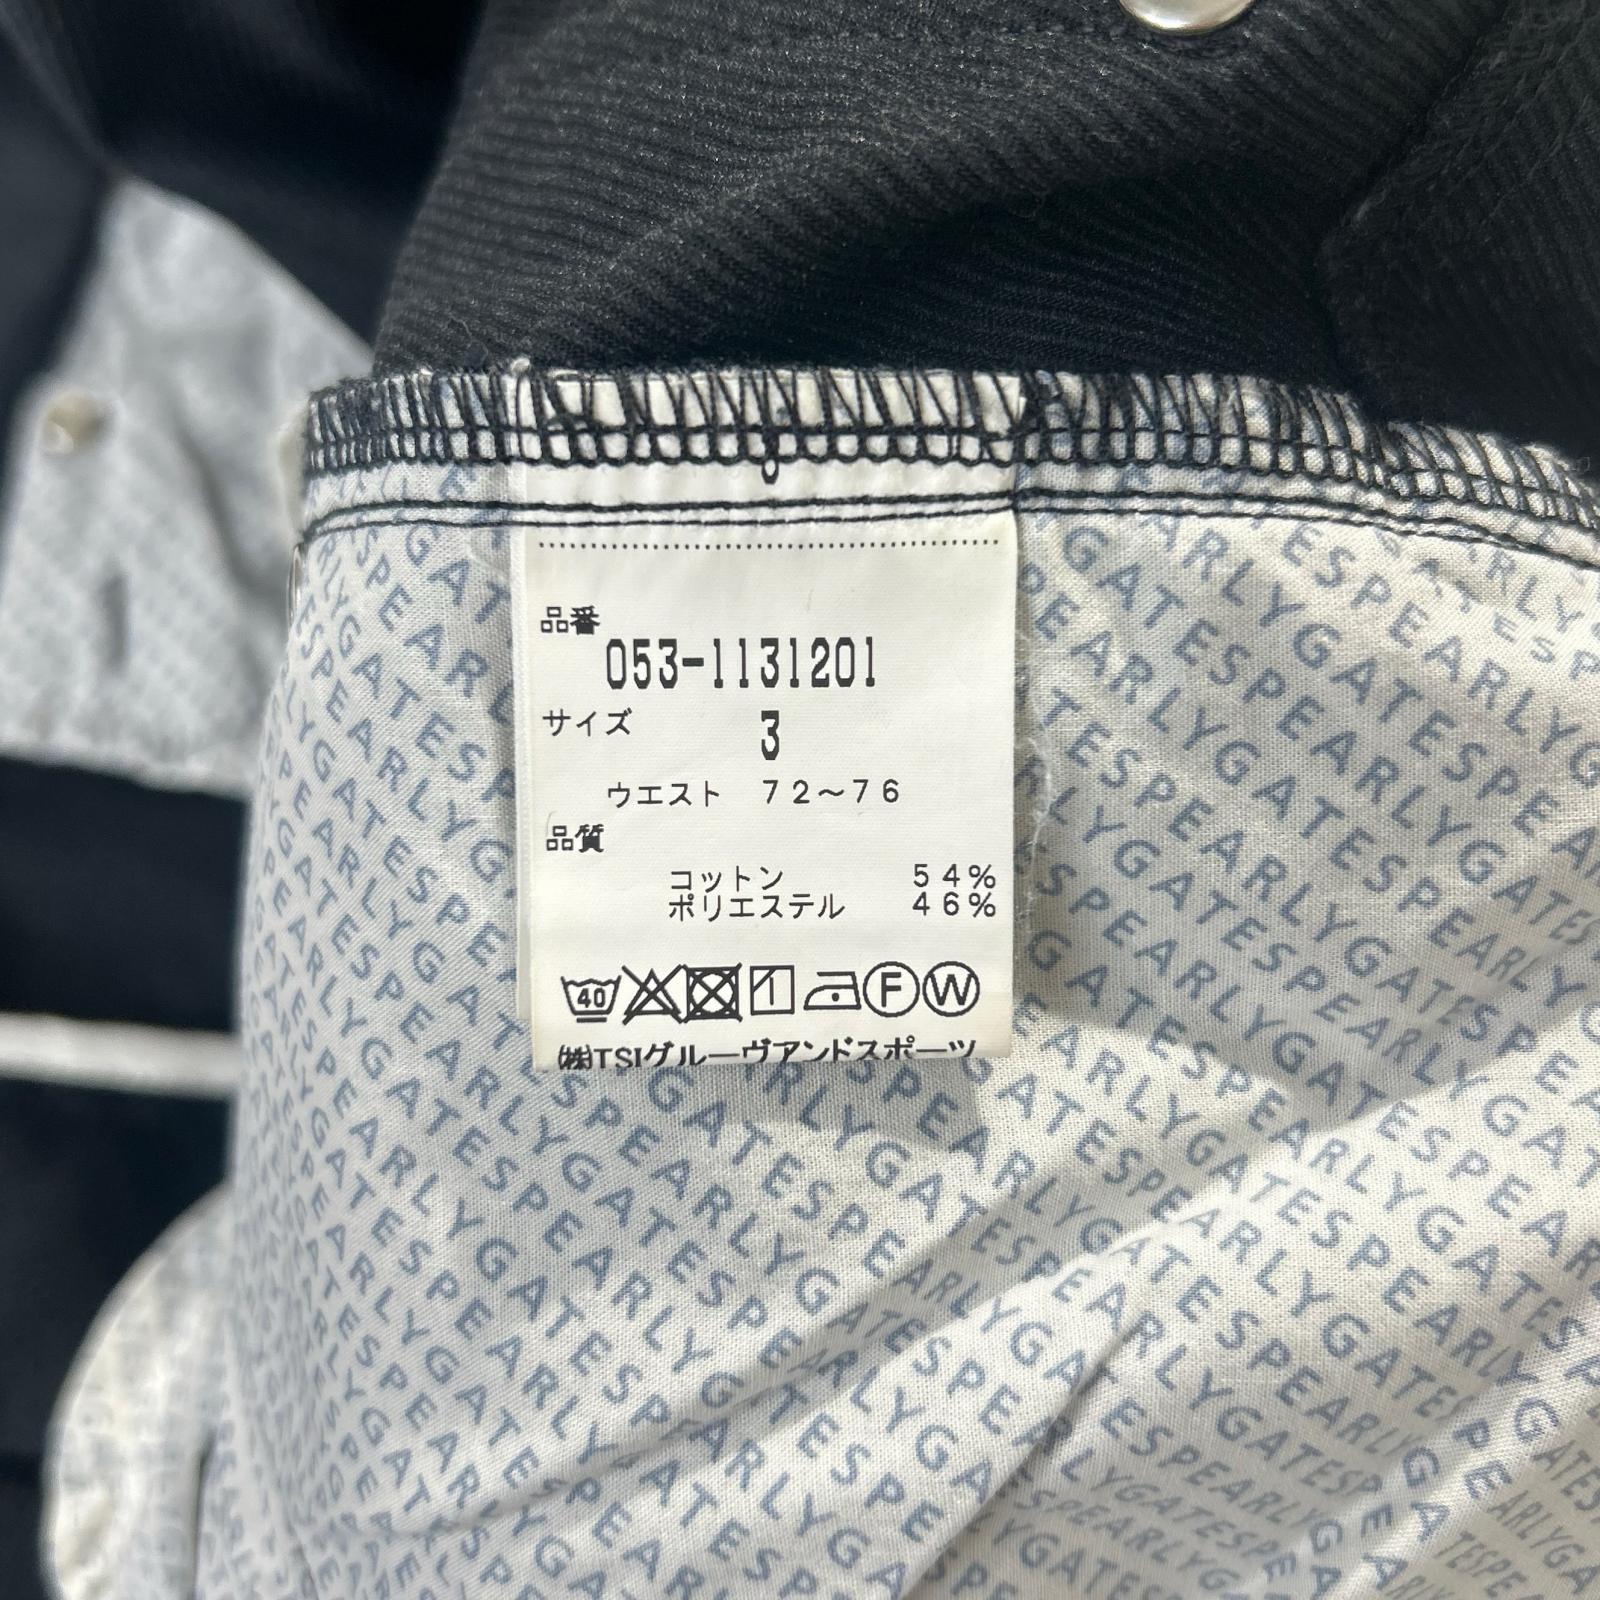 品番
053-1131201
サイズ 3
ウエスト 72～76
品質
コットン 54%
ポリエステル 46%
40 F W
㈱TSIグルーヴアンドスポーツ
PEARLYGATES